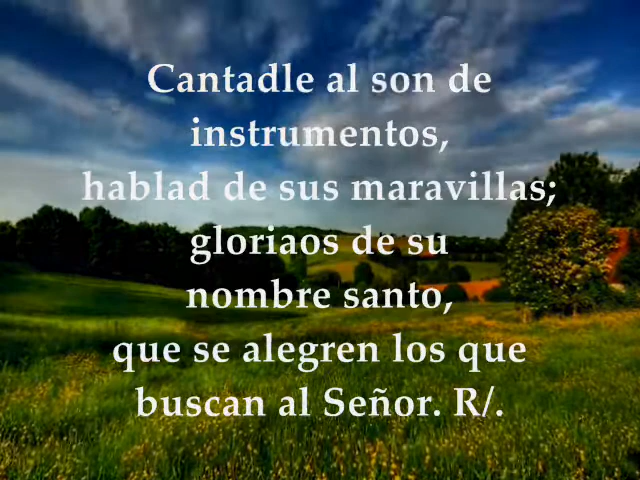 Cantadle al son de
instrumentos,
hablad de sus maravillas;
gloriaos de su
nombre santo,
que se alegren los que
buscan al Señor. R/.